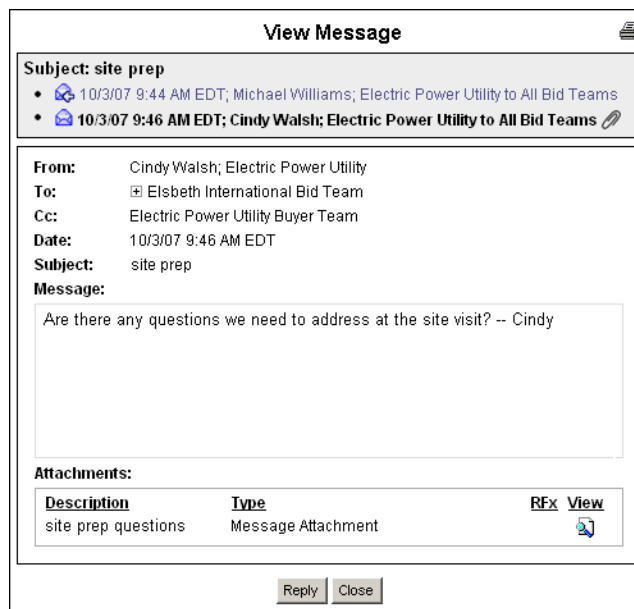 View Message
Subject: site prep
• 10/3/07 9:44 AM EDT; Michael Williams; Electric Power Utility to All Bid Teams
• 10/3/07 9:46 AM EDT; Cindy Walsh; Electric Power Utility to All Bid Teams
From: Cindy Walsh; Electric Power Utility
To: Elsbeth International Bid Team
Cc: Electric Power Utility Buyer Team
Date: 10/3/07 9:46 AM EDT
Subject: site prep
Message:
Are there any questions we need to address at the site visit? -- Cindy
Attachments:
Description Type RFx View
site prep questions Message Attachment
Reply Close